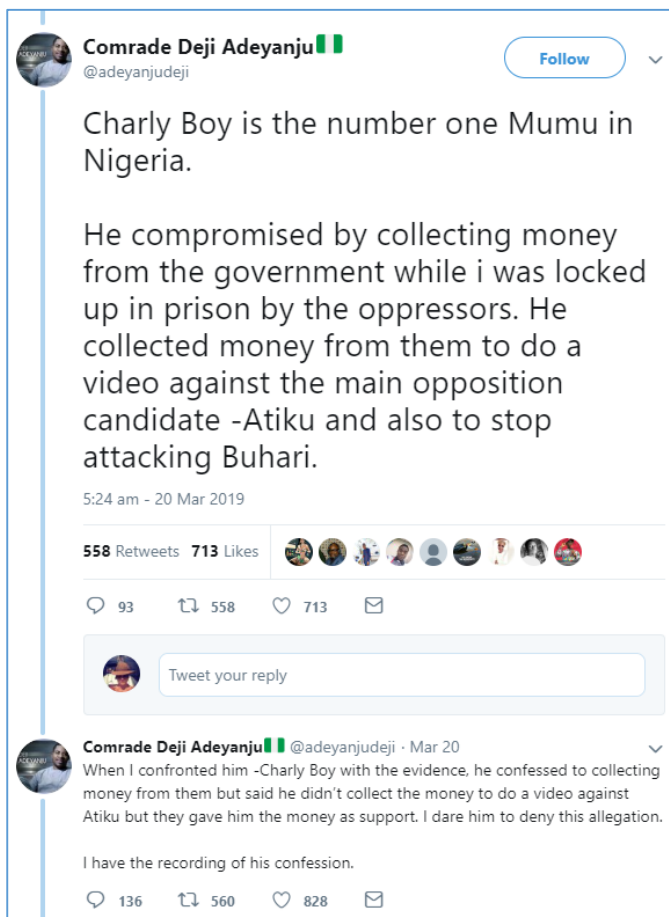 Comrade Deji Adeyanju
@adeyanjudeji
Follow
Charly Boy is the number one Mumu in
Nigeria.
He compromised by collecting money
from the government while i was locked
up in prison by the oppressors. He
collected money from them to do a
video against the main opposition
candidate -Atiku and also to stop
attacking Buhari.
5:24 am - 20 Mar 2019
558 Retweets 713 Likes
93 558 713
Tweet your reply
Comrade Deji Adeyanju @adeyanjudeji · Mar 20
When I confronted him -Charly Boy with the evidence, he confessed to collecting
money from them but said he didn't collect the money to do a video against
Atiku but they gave him the money as support. I dare him to deny this allegation.
I have the recording of his confession.
136 560 828